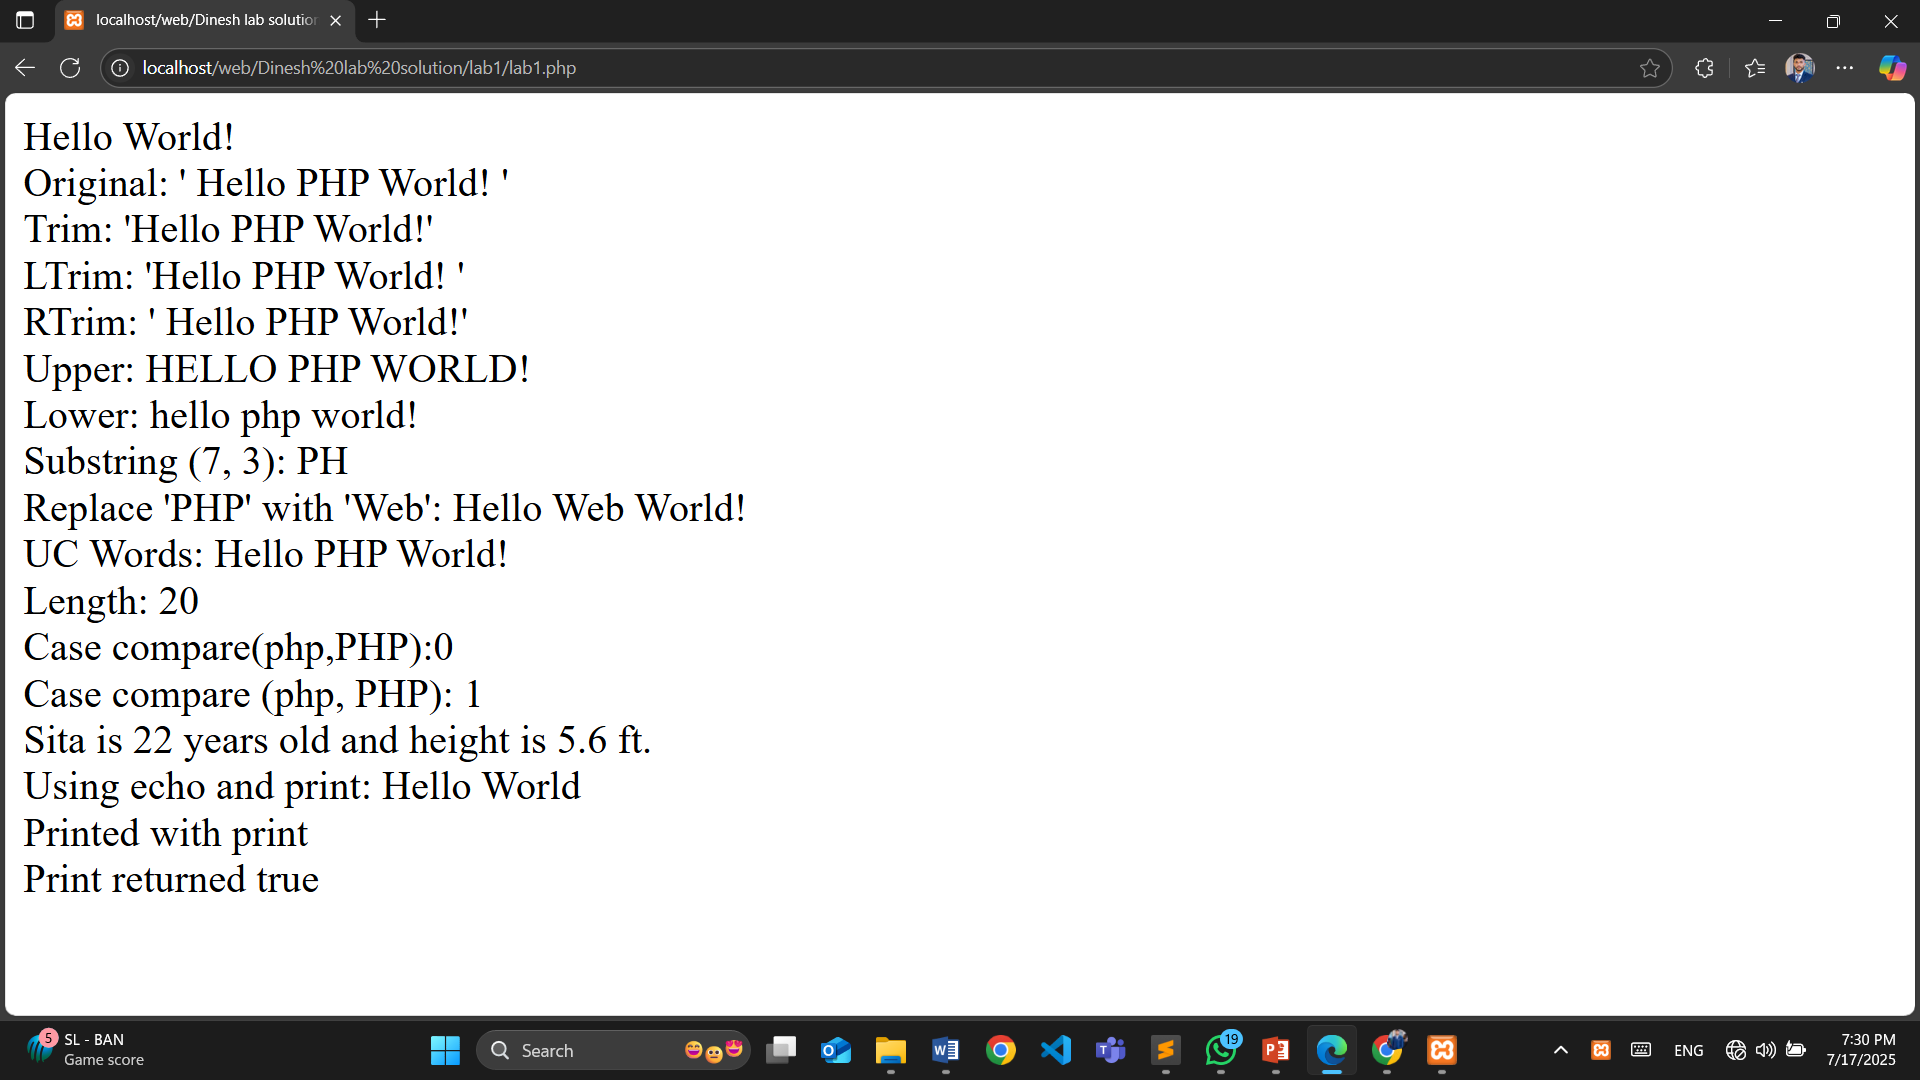 localhost/web/Dinesh lab solution
localhost/web/Dinesh%20lab%20solution/lab1/lab1.php
Hello World!
Original: ' Hello PHP World! '
Trim: 'Hello PHP World!'
LTrim: 'Hello PHP World! '
RTrim: ' Hello PHP World!'
Upper: HELLO PHP WORLD!
Lower: hello php world!
Substring (7, 3): PH
Replace 'PHP' with 'Web': Hello Web World!
UC Words: Hello PHP World!
Length: 20
Case compare(php,PHP):0
Case compare (php, PHP): 1
Sita is 22 years old and height is 5.6 ft.
Using echo and print: Hello World
Printed with print
Print returned true
5
SL - BAN
Game score
Search
19
ENG
7:30 PM
7/17/2025